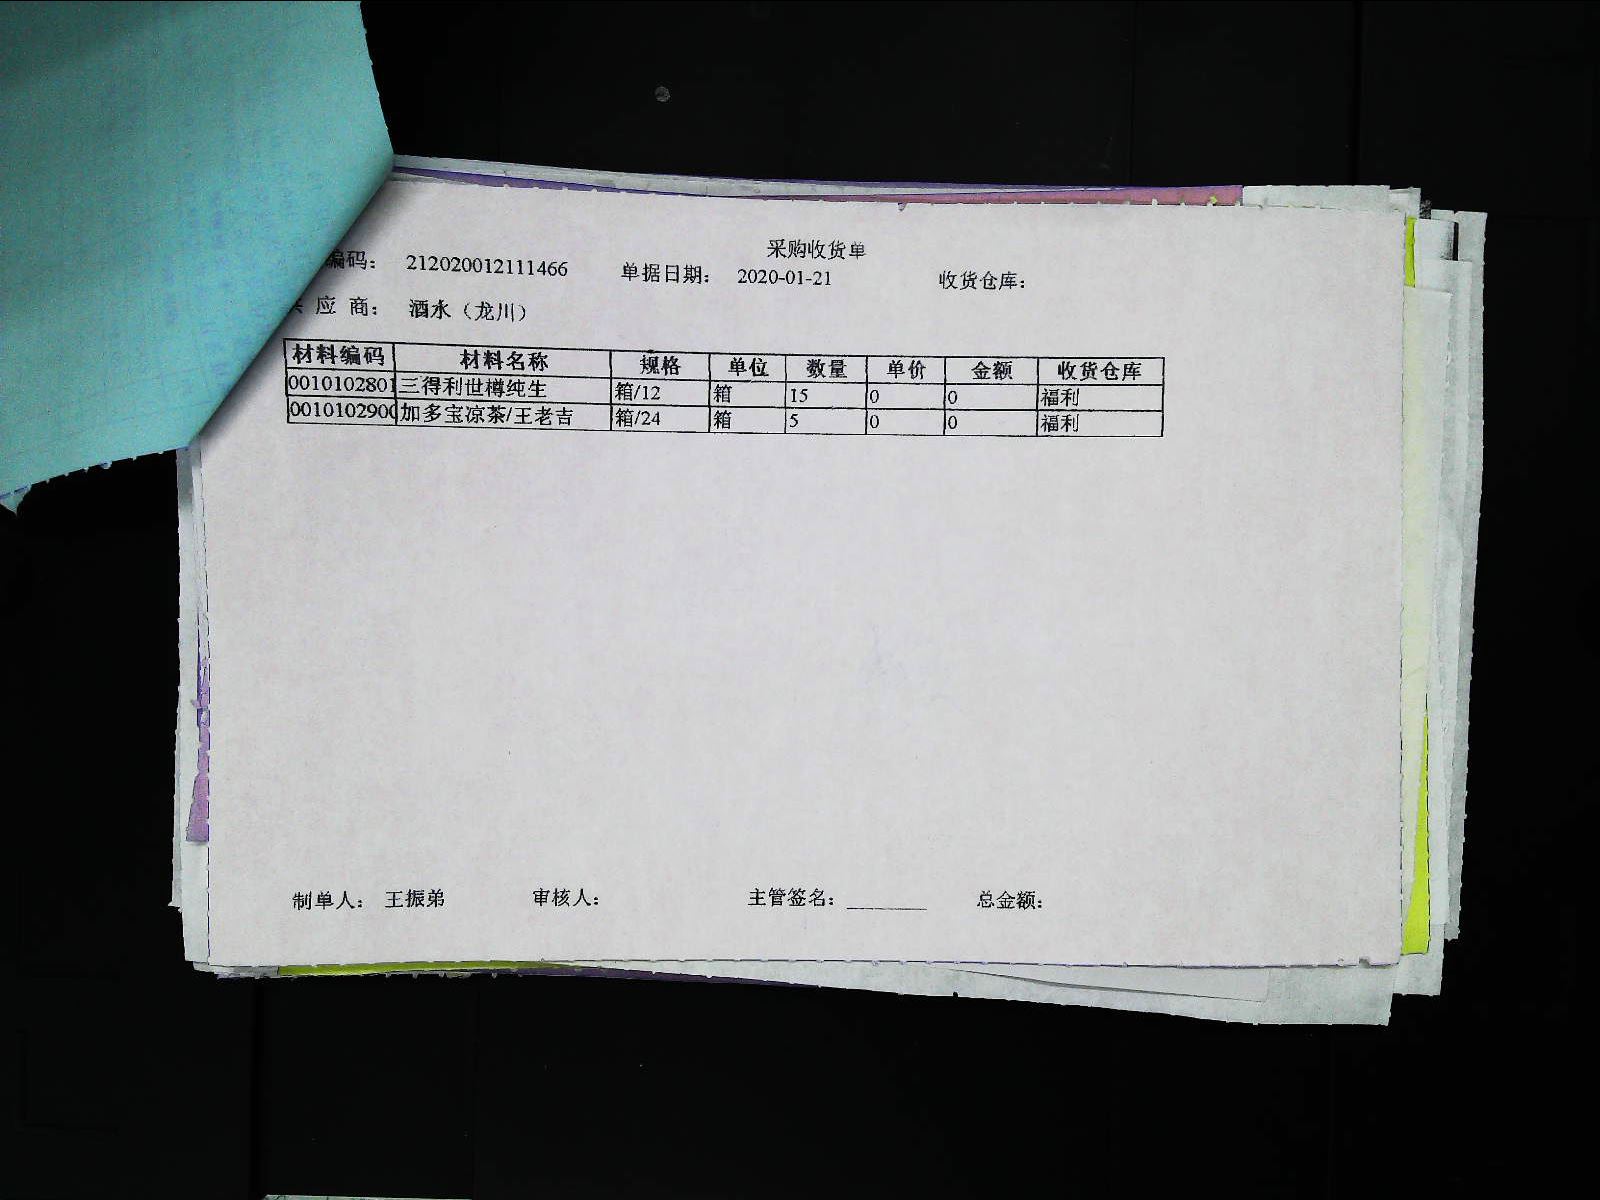 采购收货单
编码： 212020012111466 单据日期： 2020-01-21 收货仓库：
应 商： 酒水（龙川）
材料编码 材料名称 规格 单位 数量 单价 金额 收货仓库
0010102801 三得利世樽纯生 箱/12 箱 15 0 0 福利
001010290 加多宝凉茶/王老吉 箱/24 箱 5 0 0 福利
制单人： 王振弟 审核人： 主管签名： ________ 总金额：